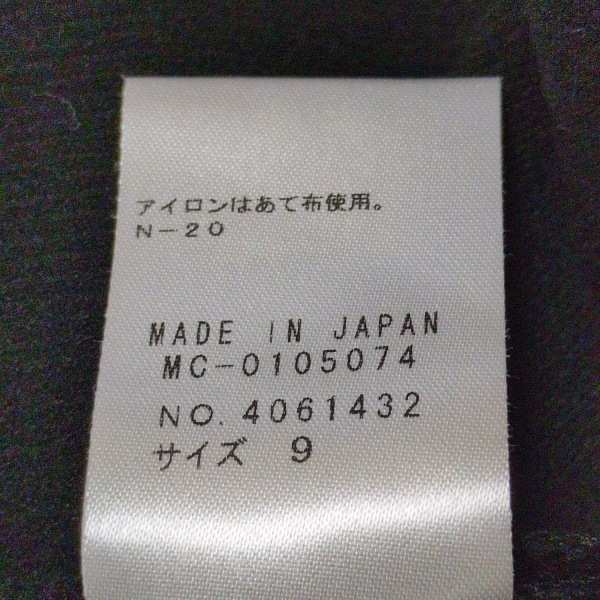 アイロンはあて布使用。
N-20
MADE IN JAPAN
MC-0105074
NO. 4061432
サイズ 9